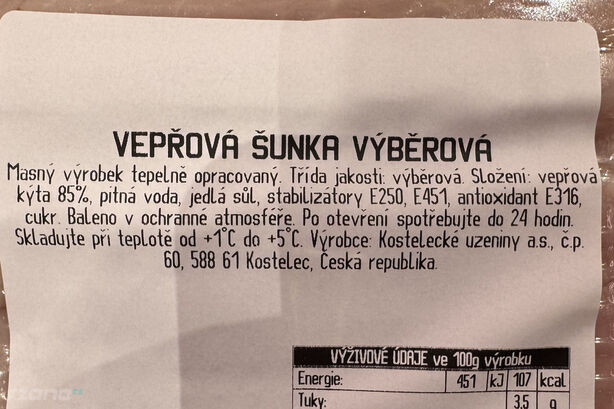 VEPŘOVÁ ŠUNKA VÝBĚROVÁ
Masný výrobek tepelně opracovaný. Třída jakosti: výběrová. Složení: vepřová
kýta 85%, pitná voda, jedlá sůl, stabilizátory E250, E451, antioxidant E316,
cukr. Baleno v ochranné atmosféře. Po otevření spotřebujte do 24 hodin.
Skladujte při teplotě od +1°C do +5°C. Výrobce: Kostelecké uzeniny a.s., č.p.
60, 588 61 Kostelec, Česká republika.
VÝŽIVOVÉ ÚDAJE ve 100g výrobku
Energie: 451 kJ 107 kcal
Tuky: 3,5 g